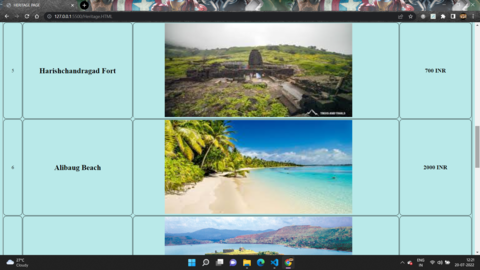 HERITAGE PAGE
127.0.0.1:5500/Heritage.HTML
Harishchandragad Fort
700 INR
TREKS AND TRAILS
6
Alibaug Beach
2000 INR
27°C
Cloudy
ENG
IN
12:21
20-07-2022